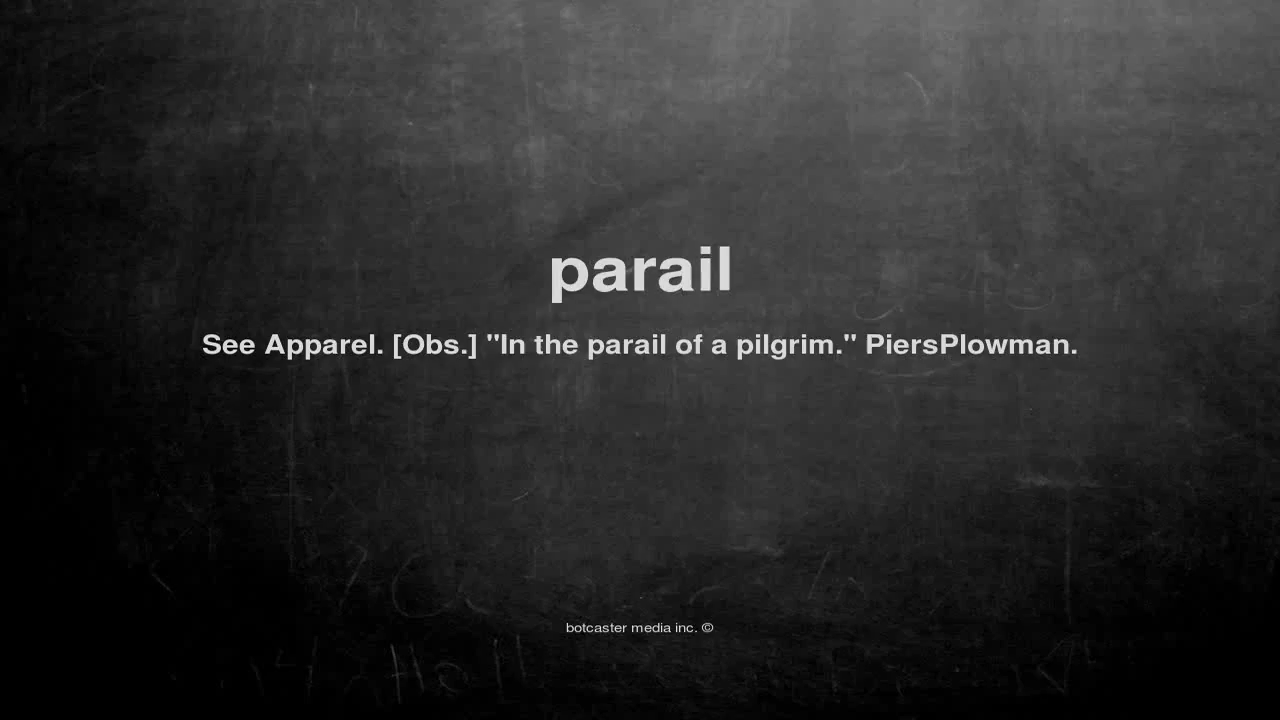 parail
See Apparel. [Obs.] "In the parail of a pilgrim." PiersPlowman.
botcaster media inc. ©